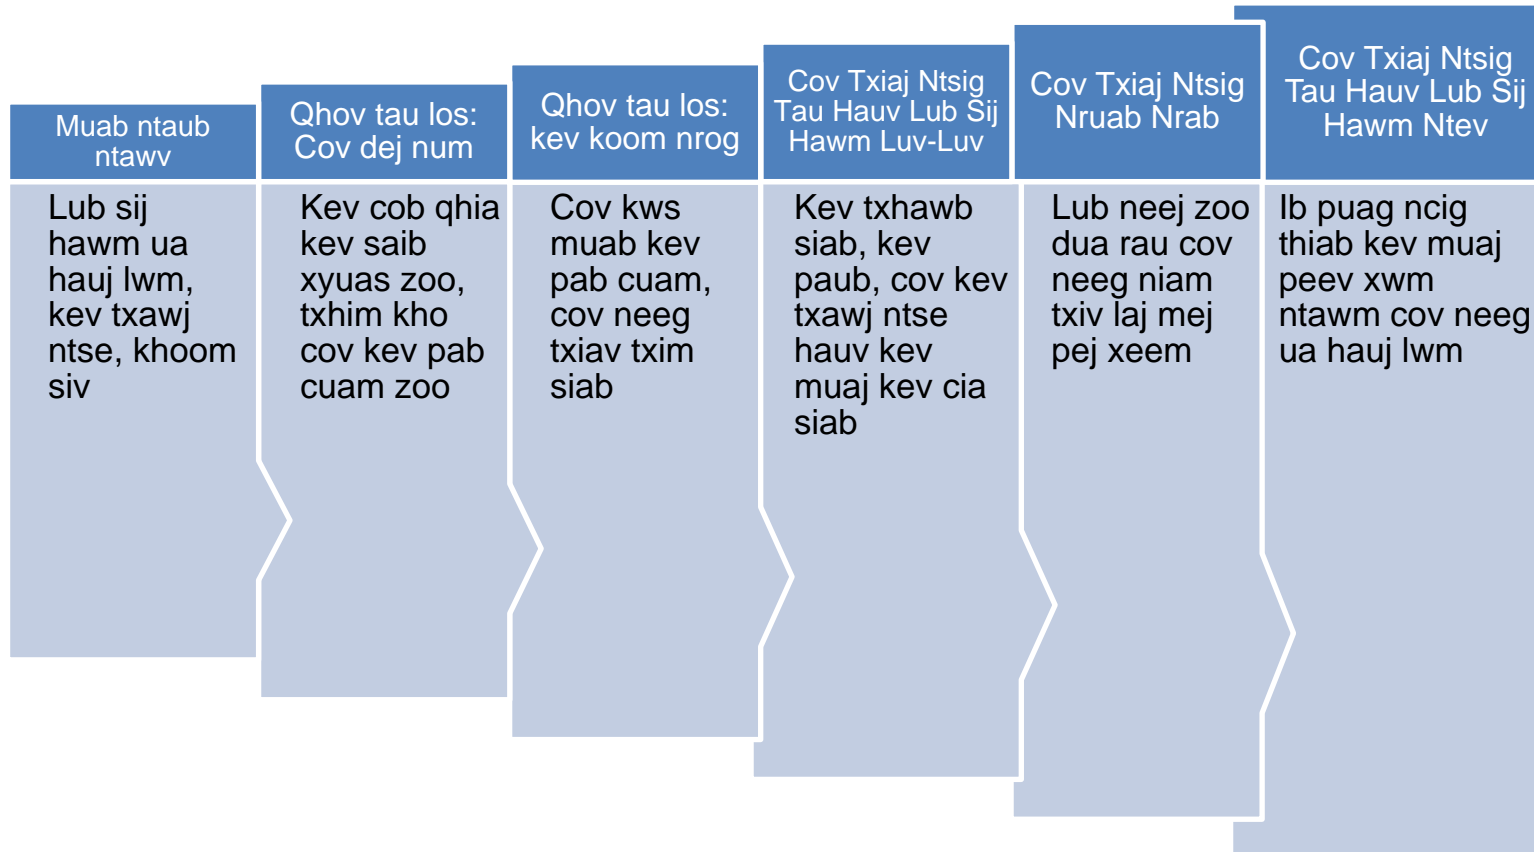 Muab ntaub
ntawv
Lub sij
hawm ua
hauj lwm,
kev txawj
ntse, khoom
siv
Qhov tau los:
Cov dej num
Kev cob qhia
kev saib
xyuas zoo,
txhim kho
cov kev pab
cuam zoo
Qhov tau los:
kev koom nrog
Cov kws
muab kev
pab cuam,
cov neeg
txiav txim
siab
Cov Txiaj Ntsig
Tau Hauv Lub Sij
Hawm Luv-Luv
Kev txhawb
siab, kev
paub, cov kev
txawj ntse
hauv kev
muaj kev cia
siab
Cov Txiaj Ntsig
Nruab Nrab
Lub neej zoo
dua rau cov
neeg niam
txiv laj mej
pej xeem
Cov Txiaj Ntsig
Tau Hauv Lub Sij
Hawm Ntev
Ib puag ncig
thiab kev muaj
peev xwm
ntawm cov neeg
ua hauj lwm